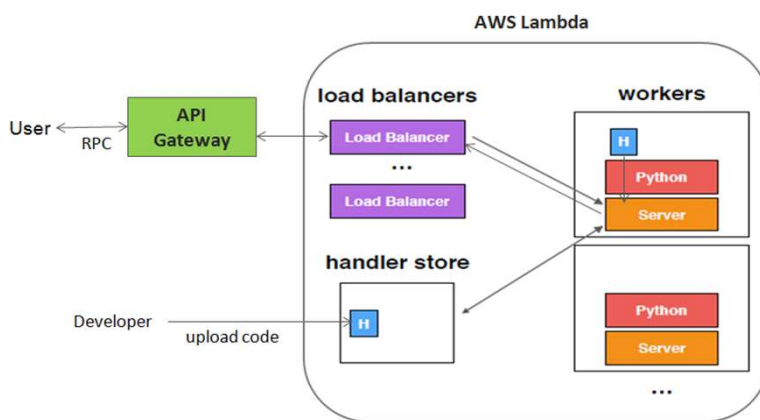 AWS Lambda
load balancers
workers
User
RPC
API
Gateway
Load Balancer
...
Load Balancer
H
Python
Server
handler store
Developer
upload code
H
Python
Server
...